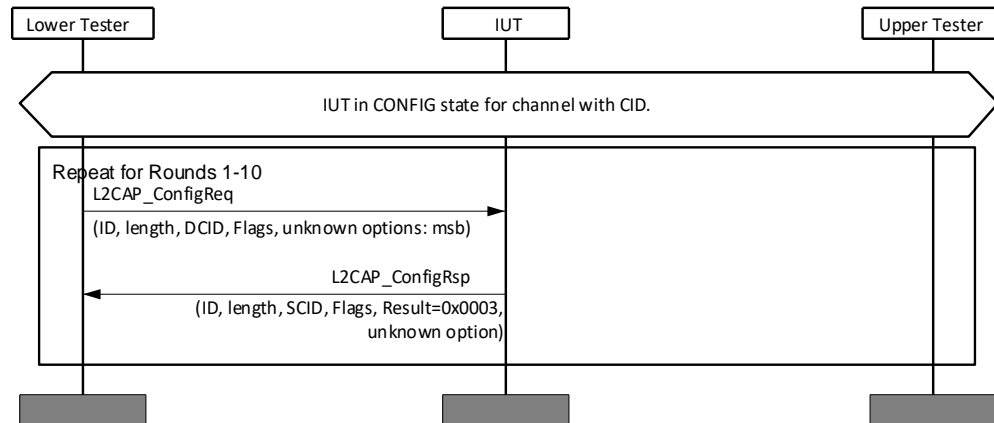 Lower Tester
IUT
Upper Tester
IUT in CONFIG state for channel with CID.
Repeat for Rounds 1-10
L2CAP_ConfigReq
(ID, length, DCID, Flags, unknown options: msb)
L2CAP_ConfigRsp
(ID, length, SCID, Flags, Result=0x0003,
unknown option)